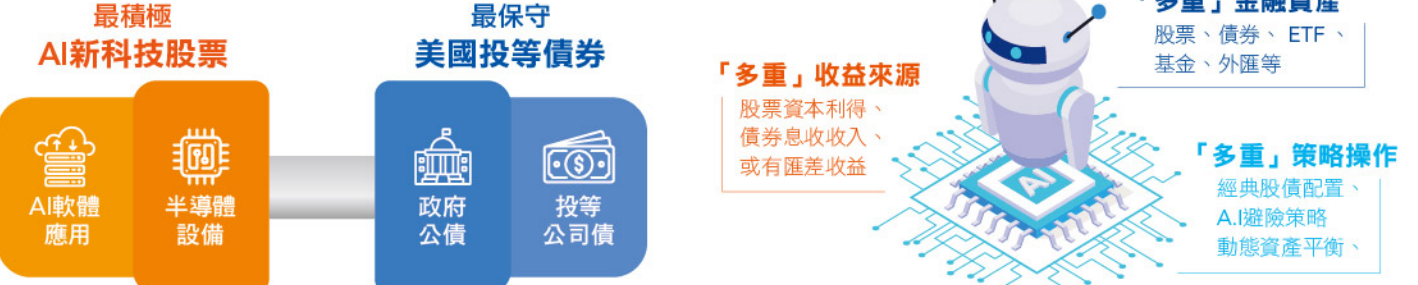 最積極
AI新科技股票
AI軟體
應用
半導體
設備
最保守
美國投等債券
政府
公債
投等
公司債
「多重」收益來源
股票資本利得、
債券息收收入、
或有匯差收益
「多重」金融資產
股票、債券、 ETF 、
基金、外匯等
AI
「多重」策略操作
經典股債配置、
A.I避險策略
動態資產平衡、